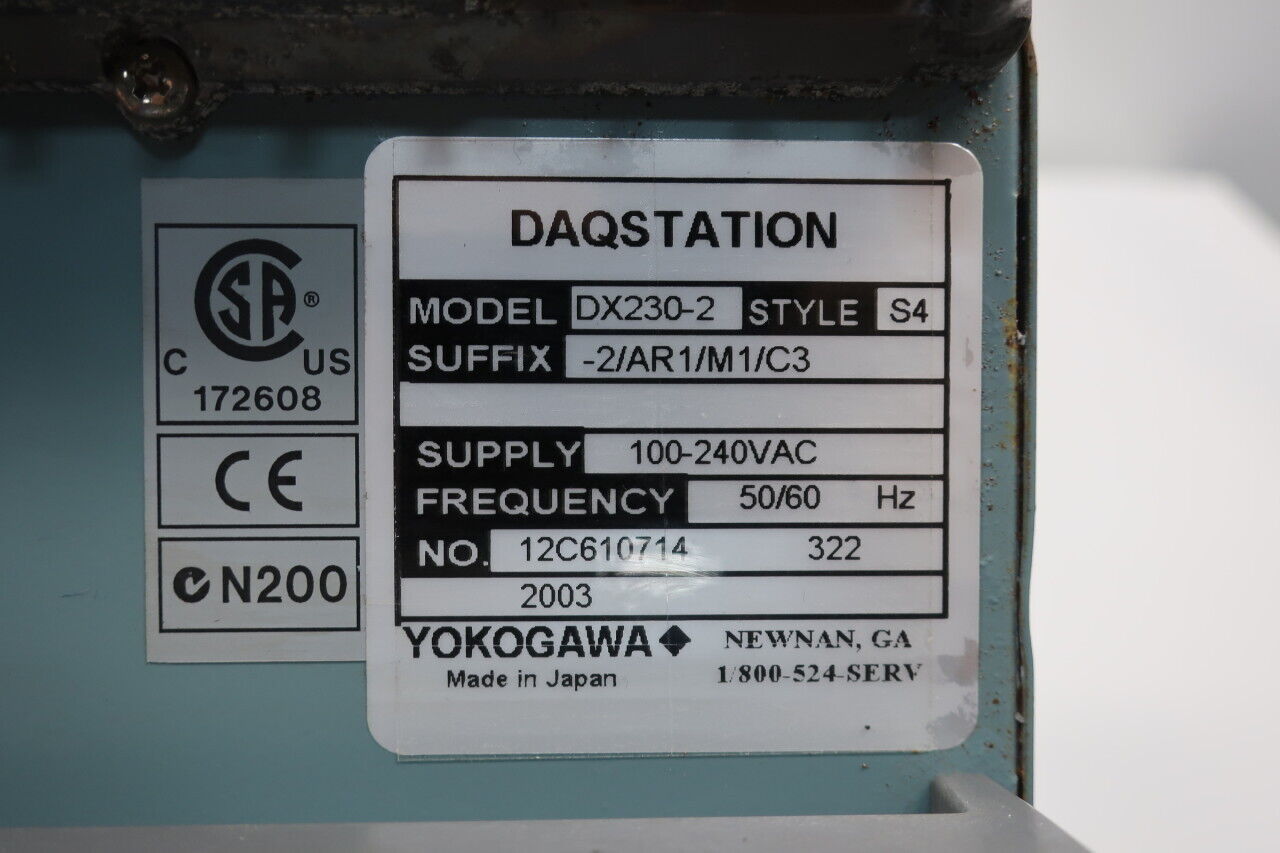 CSA ®
C US
172608
CE
N200
DAQSTATION
MODEL DX230-2 STYLE S4
SUFFIX -2/AR1/M1/C3
SUPPLY 100-240VAC
FREQUENCY 50/60 Hz
NO. 12C610714 322
2003
YOKOGAWA◆ NEWNAN, GA
Made in Japan 1/800-524-SERV